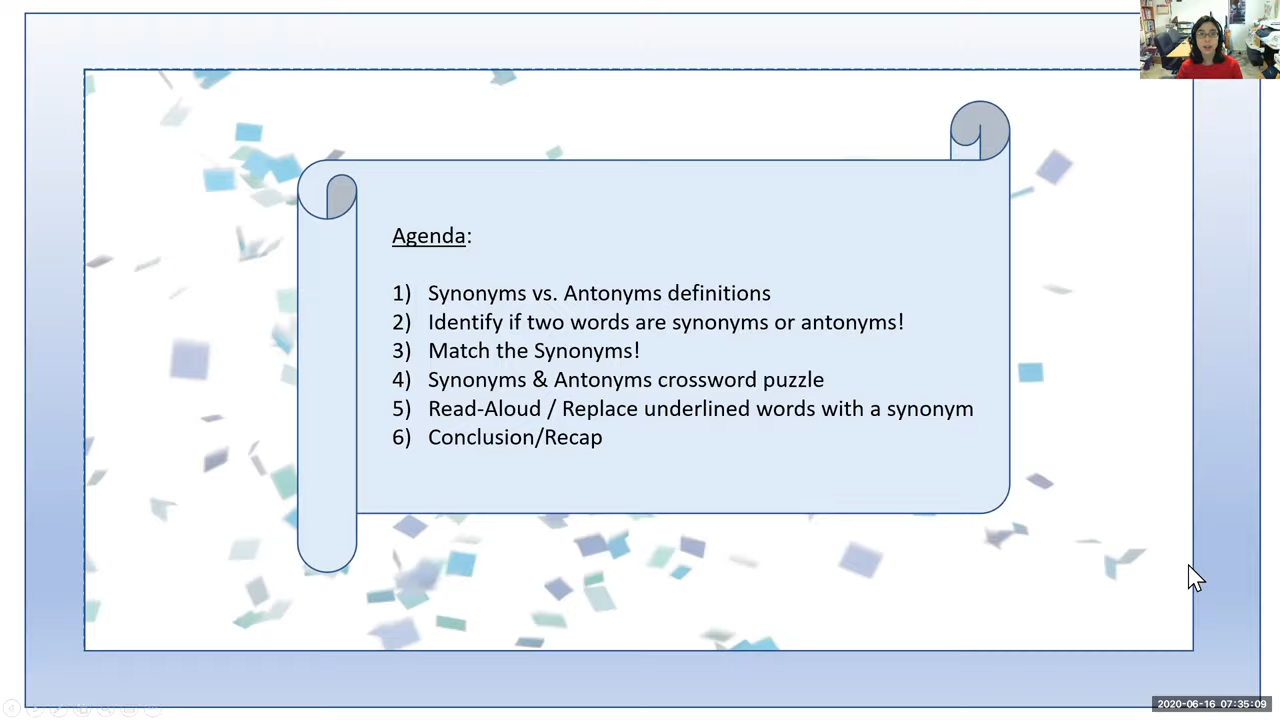 Agenda:
1) Synonyms vs. Antonyms definitions
2) Identify if two words are synonyms or antonyms!
3) Match the Synonyms!
4) Synonyms & Antonyms crossword puzzle
5) Read-Aloud / Replace underlined words with a synonym
6) Conclusion/Recap
2020-06-16 07:35:09